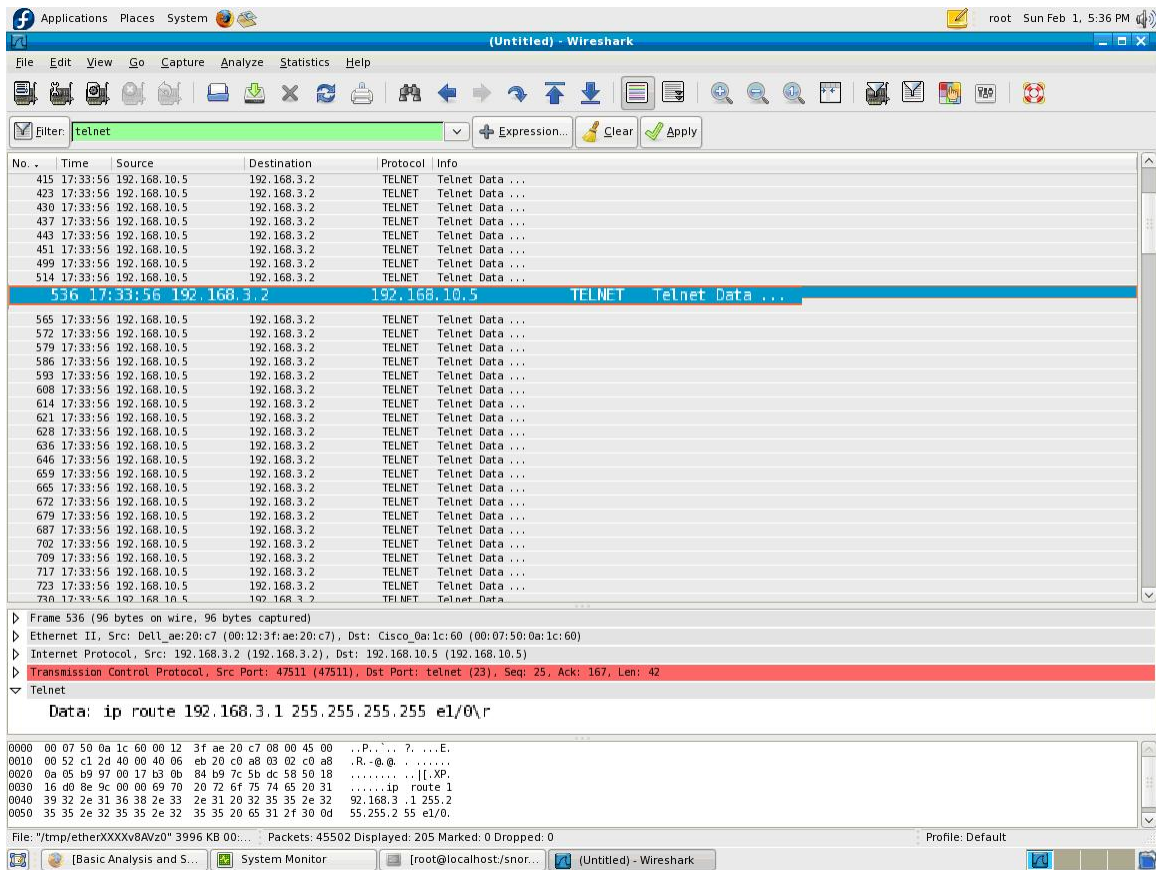 Applications Places System root Sun Feb 1, 5:36 PM
(Untitled) - Wireshark
File Edit View Go Capture Analyze Statistics Help
Filter: telnet Expression... Clear Apply
No. . Time Source Destination Protocol Info
415 17:33:56 192.168.10.5 192.168.3.2 TELNET Telnet Data ...
423 17:33:56 192.168.10.5 192.168.3.2 TELNET Telnet Data ...
430 17:33:56 192.168.10.5 192.168.3.2 TELNET Telnet Data ...
437 17:33:56 192.168.10.5 192.168.3.2 TELNET Telnet Data ...
443 17:33:56 192.168.10.5 192.168.3.2 TELNET Telnet Data ...
451 17:33:56 192.168.10.5 192.168.3.2 TELNET Telnet Data ...
499 17:33:56 192.168.10.5 192.168.3.2 TELNET Telnet Data ...
514 17:33:56 192.168.10.5 192.168.3.2 TELNET Telnet Data ...
536 17:33:56 192.168.3.2 192.168.10.5 TELNET Telnet Data ...
565 17:33:56 192.168.10.5 192.168.3.2 TELNET Telnet Data ...
572 17:33:56 192.168.10.5 192.168.3.2 TELNET Telnet Data ...
579 17:33:56 192.168.10.5 192.168.3.2 TELNET Telnet Data ...
586 17:33:56 192.168.10.5 192.168.3.2 TELNET Telnet Data ...
593 17:33:56 192.168.10.5 192.168.3.2 TELNET Telnet Data ...
608 17:33:56 192.168.10.5 192.168.3.2 TELNET Telnet Data ...
614 17:33:56 192.168.10.5 192.168.3.2 TELNET Telnet Data ...
621 17:33:56 192.168.10.5 192.168.3.2 TELNET Telnet Data ...
628 17:33:56 192.168.10.5 192.168.3.2 TELNET Telnet Data ...
636 17:33:56 192.168.10.5 192.168.3.2 TELNET Telnet Data ...
646 17:33:56 192.168.10.5 192.168.3.2 TELNET Telnet Data ...
659 17:33:56 192.168.10.5 192.168.3.2 TELNET Telnet Data ...
665 17:33:56 192.168.10.5 192.168.3.2 TELNET Telnet Data ...
672 17:33:56 192.168.10.5 192.168.3.2 TELNET Telnet Data ...
679 17:33:56 192.168.10.5 192.168.3.2 TELNET Telnet Data ...
687 17:33:56 192.168.10.5 192.168.3.2 TELNET Telnet Data ...
702 17:33:56 192.168.10.5 192.168.3.2 TELNET Telnet Data ...
709 17:33:56 192.168.10.5 192.168.3.2 TELNET Telnet Data ...
717 17:33:56 192.168.10.5 192.168.3.2 TELNET Telnet Data ...
723 17:33:56 192.168.10.5 192.168.3.2 TELNET Telnet Data ...
730 17:33:56 192.168.10.5 192.168.3.2 TELNET Telnet Data
Frame 536 (96 bytes on wire, 96 bytes captured)
Ethernet II, Src: Dell_ae:20:c7 (00:12:3f:ae:20:c7), Dst: Cisco_0a:1c:60 (00:07:50:0a:1c:60)
Internet Protocol, Src: 192.168.3.2 (192.168.3.2), Dst: 192.168.10.5 (192.168.10.5)
Transmission Control Protocol, Src Port: 47511 (47511), Dst Port: telnet (23), Seq: 25, Ack: 167, Len: 42
Telnet
Data: ip route 192.168.3.1 255.255.255.255 e1/0\r
0000 00 07 50 0a 1c 60 00 12 3f ae 20 c7 08 00 45 00 ..P..`.. ?. ...E.
0010 00 52 c1 2d 40 00 40 06 eb 20 c0 a8 03 02 c0 a8 .R.-@.@. . ......
0020 0a 05 b9 97 00 17 b3 0b 84 b9 7c 5b dc 58 50 18 ........ ..|[.XP.
0030 16 d0 8e 9c 00 00 69 70 20 72 6f 75 74 65 20 31 ......ip route 1
0040 39 32 2e 31 36 38 2e 33 2e 31 20 32 35 35 2e 32 92.168.3 .1 255.2
0050 35 35 2e 32 35 35 2e 32 35 35 20 65 31 2f 30 0d 55.255.2 55 e1/0.
File: "/tmp/etherXXXXv8AVz0" 3996 KB 00:... Packets: 45502 Displayed: 205 Marked: 0 Dropped: 0 Profile: Default
[Basic Analysis and S... System Monitor [root@localhost:/snor... (Untitled) - Wireshark